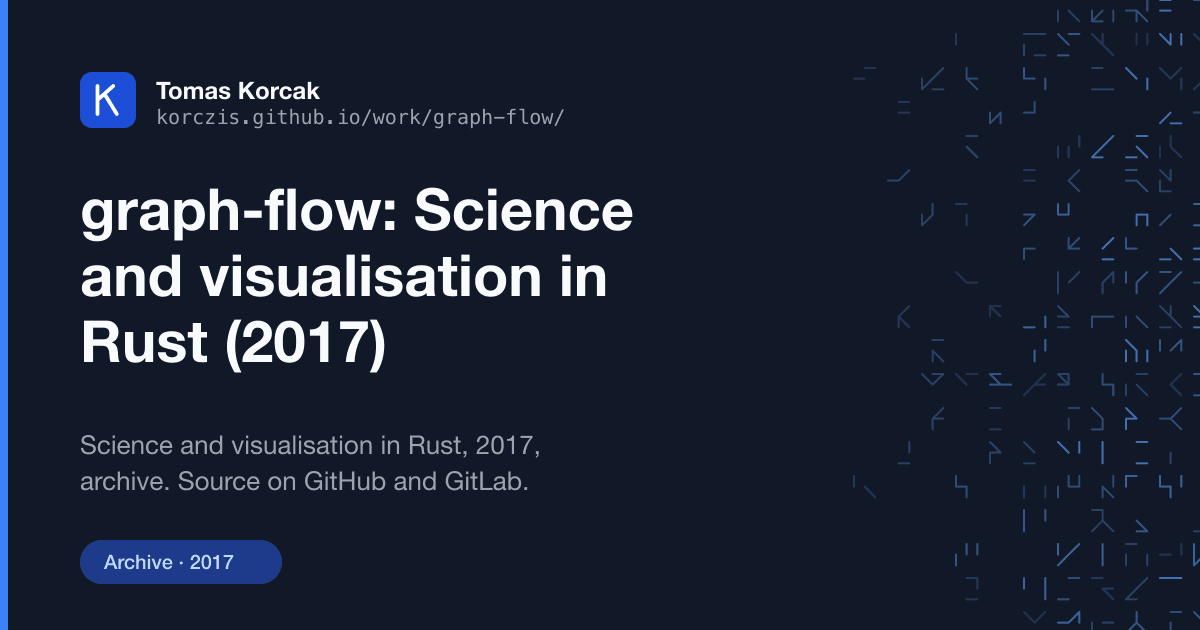 K
Tomas Korcak
korczis.github.io/work/graph-flow/
graph-flow: Science
and visualisation in
Rust (2017)
Science and visualisation in Rust, 2017,
archive. Source on GitHub and GitLab.
Archive · 2017